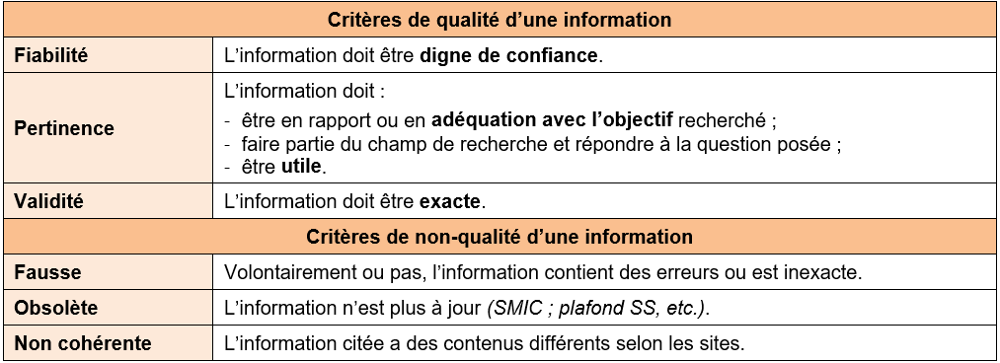 Critères de qualité d’une information
Fiabilité
L’information doit être digne de confiance.
Pertinence
L’information doit :
- être en rapport ou en adéquation avec l’objectif recherché ;
- faire partie du champ de recherche et répondre à la question posée ;
- être utile.
Validité
L’information doit être exacte.
Critères de non-qualité d’une information
Fausse
Volontairement ou pas, l’information contient des erreurs ou est inexacte.
Obsolète
L’information n’est plus à jour (SMIC ; plafond SS, etc.).
Non cohérente
L’information citée a des contenus différents selon les sites.